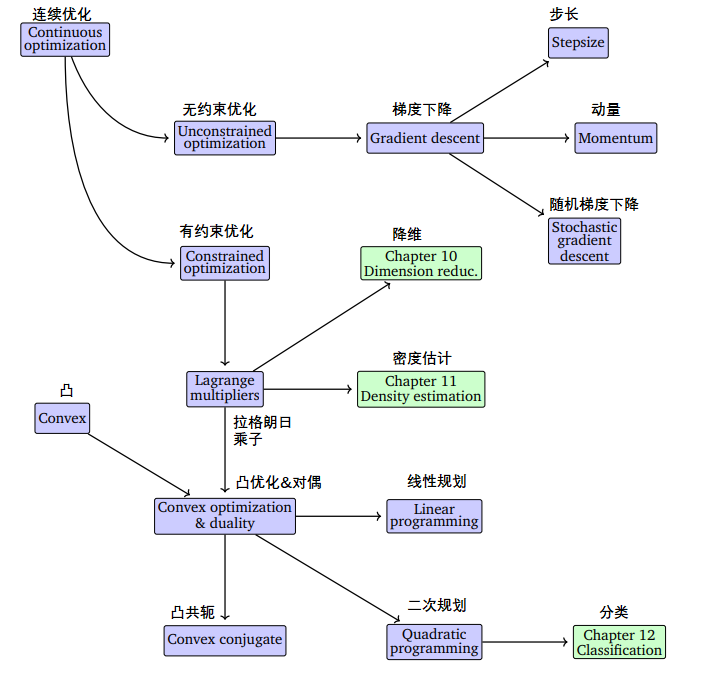 连续优化
Continuous
optimization
步长
Stepsize
无约束优化
Unconstrained
optimization
梯度下降
Gradient descent
动量
Momentum
随机梯度下降
Stochastic
gradient
descent
有约束优化
Constrained
optimization
降维
Chapter 10
Dimension reduc.
密度估计
Chapter 11
Density estimation
Lagrange
multipliers
拉格朗日
乘子
凸
Convex
凸优化&对偶
Convex optimization
& duality
线性规划
Linear
programming
凸共轭
Convex conjugate
二次规划
Quadratic
programming
分类
Chapter 12
Classification